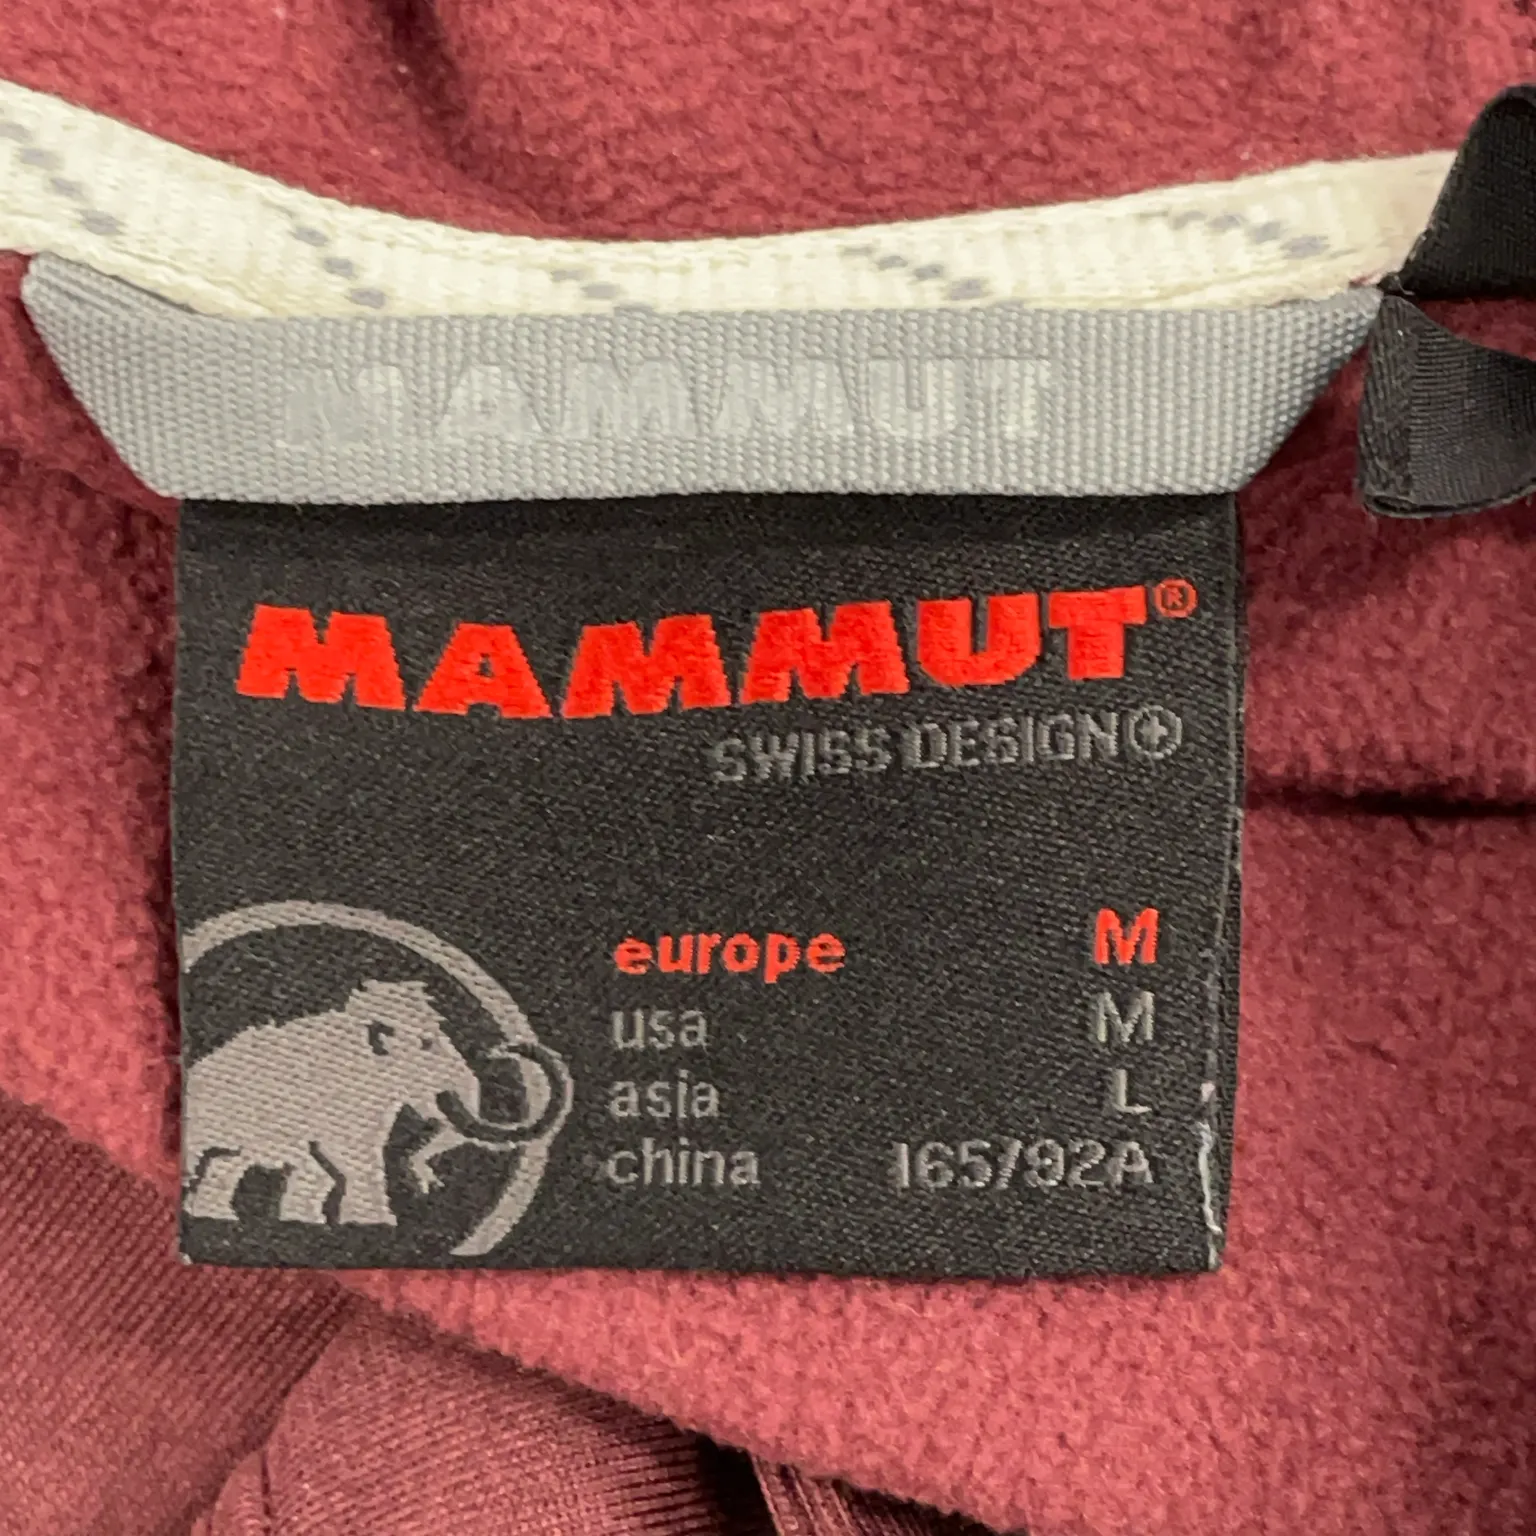 MAMMUT
MAMMUT®
SWISS DESIGN
europe M
usa M
asia L
china 165/92A